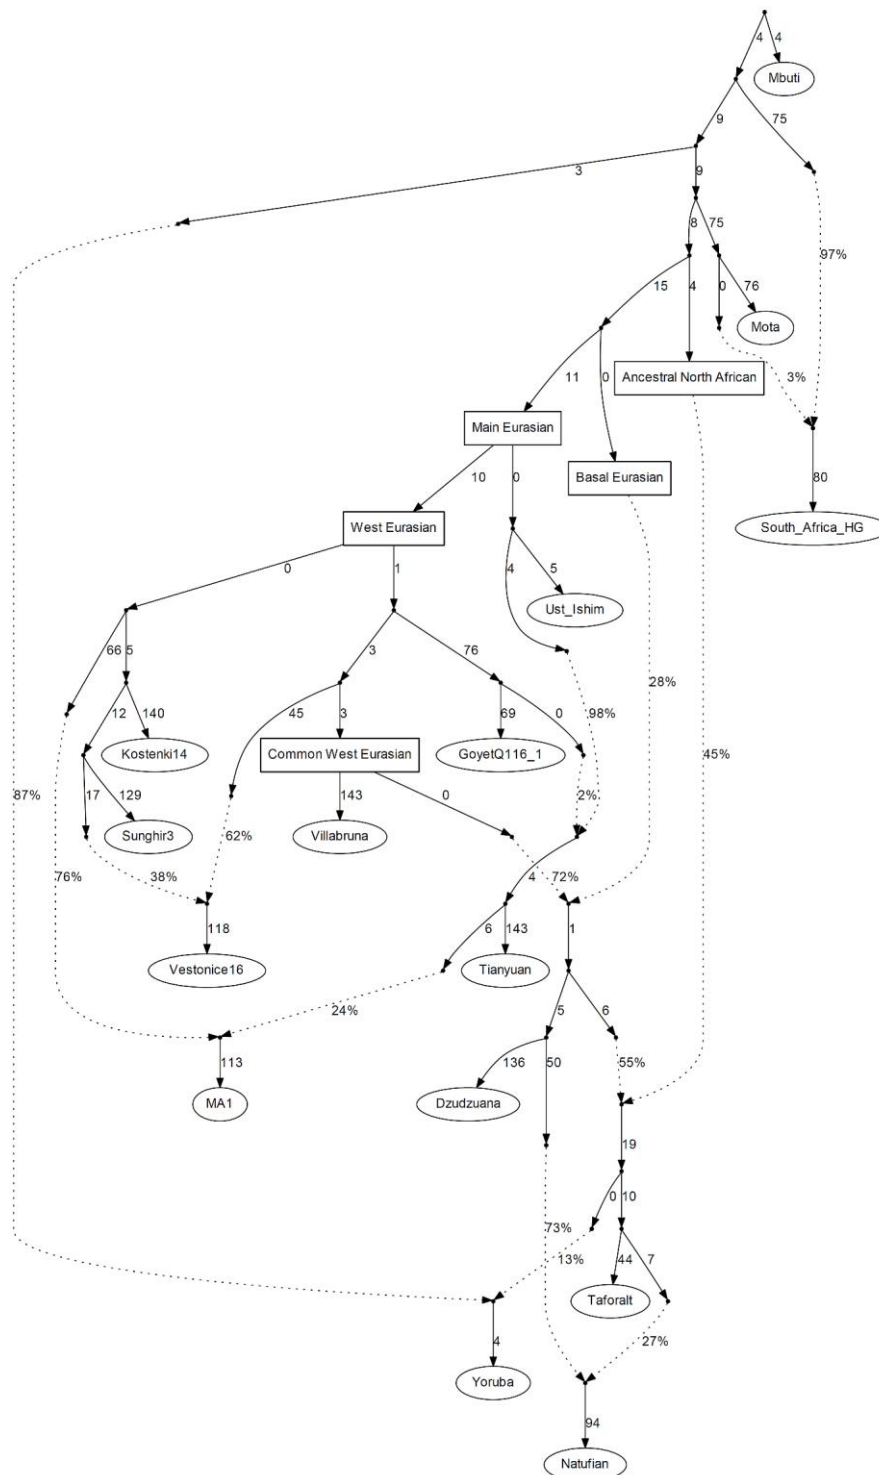 4 4
Mbuti
9 75
3 9
8 75
97%
15 4 0 76
Mota
11 0 Ancestral North African 3%
Main Eurasian
10 0 Basal Eurasian 80
West Eurasian South_Africa_HG
0 1 4 5
Ust_Ishim
66 5 3 76
28%
12 140 45 3 69 0 98% 45%
Kostenki14 Common West Eurasian GoyetQ116_1
87% 17 129 143 0 2%
Sunghir3 62% Villabruna
76% 38% 4 72%
118 6 143 1
Vestonice16 Tianyuan
24% 5 6
113 136 50 55%
MA1 Dzudzuana
19
0 10
73%
13% 44 7
Taforalt
27%
4
Yoruba
94
Natufian